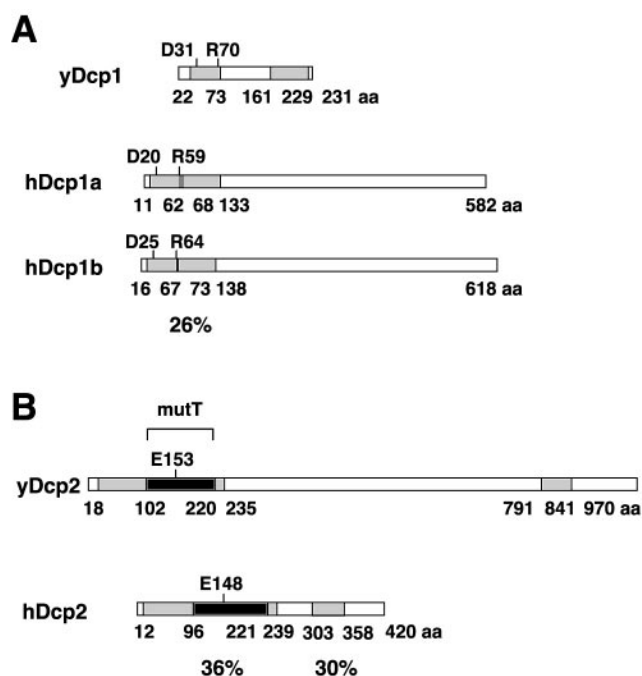 A
D31 R70
yDcp1
22 73 161 229 231 aa
D20 R59
hDcp1a
11 62 68 133 582 aa
D25 R64
hDcp1b
16 67 73 138 618 aa
26%
B
mutT
E153
yDcp2
18 102 220 235 791 841 970 aa
E148
hDcp2
12 96 221 239 303 358 420 aa
36% 30%